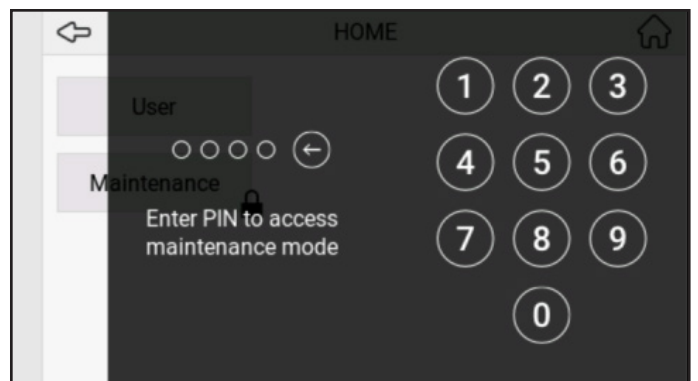 HOME
User
Maintenance
Enter PIN to access
maintenance mode
1 2 3
4 5 6
7 8 9
0